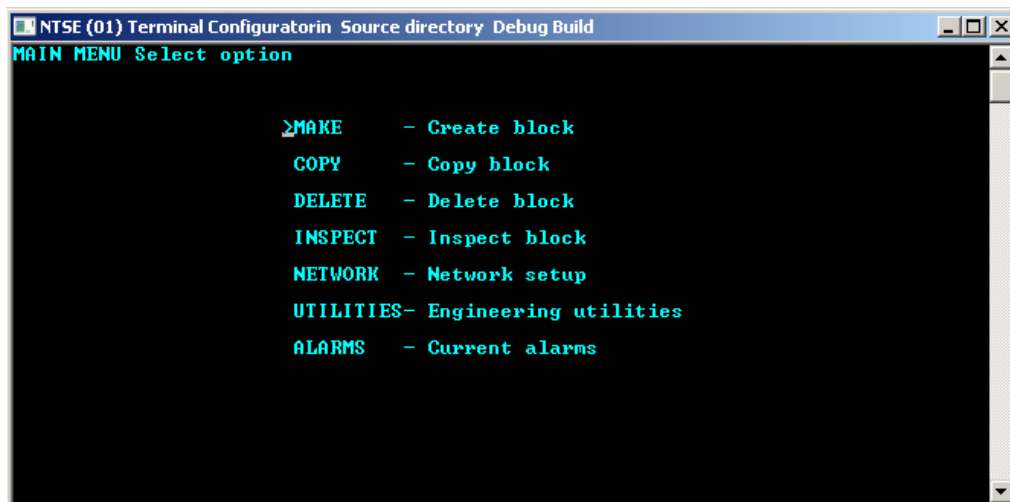 NTSE (01) Terminal Configuratorin Source directory Debug Build
MAIN MENU Select option
>MAKE - Create block
COPY - Copy block
DELETE - Delete block
INSPECT - Inspect block
NETWORK - Network setup
UTILITIES- Engineering utilities
ALARMS - Current alarms